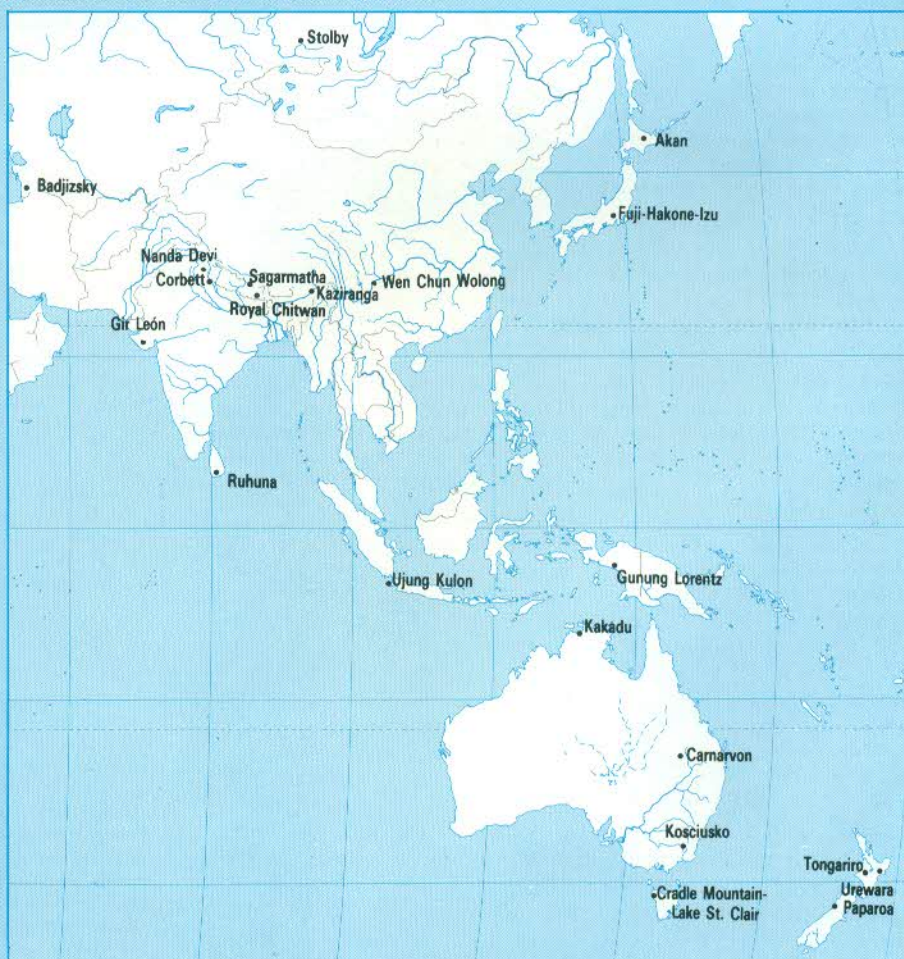 Stolby
Akan
Badjizsky
Fuji-Hakone-Izu
Nanda Devi
Corbett
Sagarmatha
Kaziranga
Wen Chun Wolong
Royal Chitwan
Gir León
Ruhuna
Ujung Kulon
Gunung Lorentz
Kakadu
Carnarvon
Kosciusko
Tongariro
Cradle Mountain-
Lake St. Clair
Urewara
Paparoa